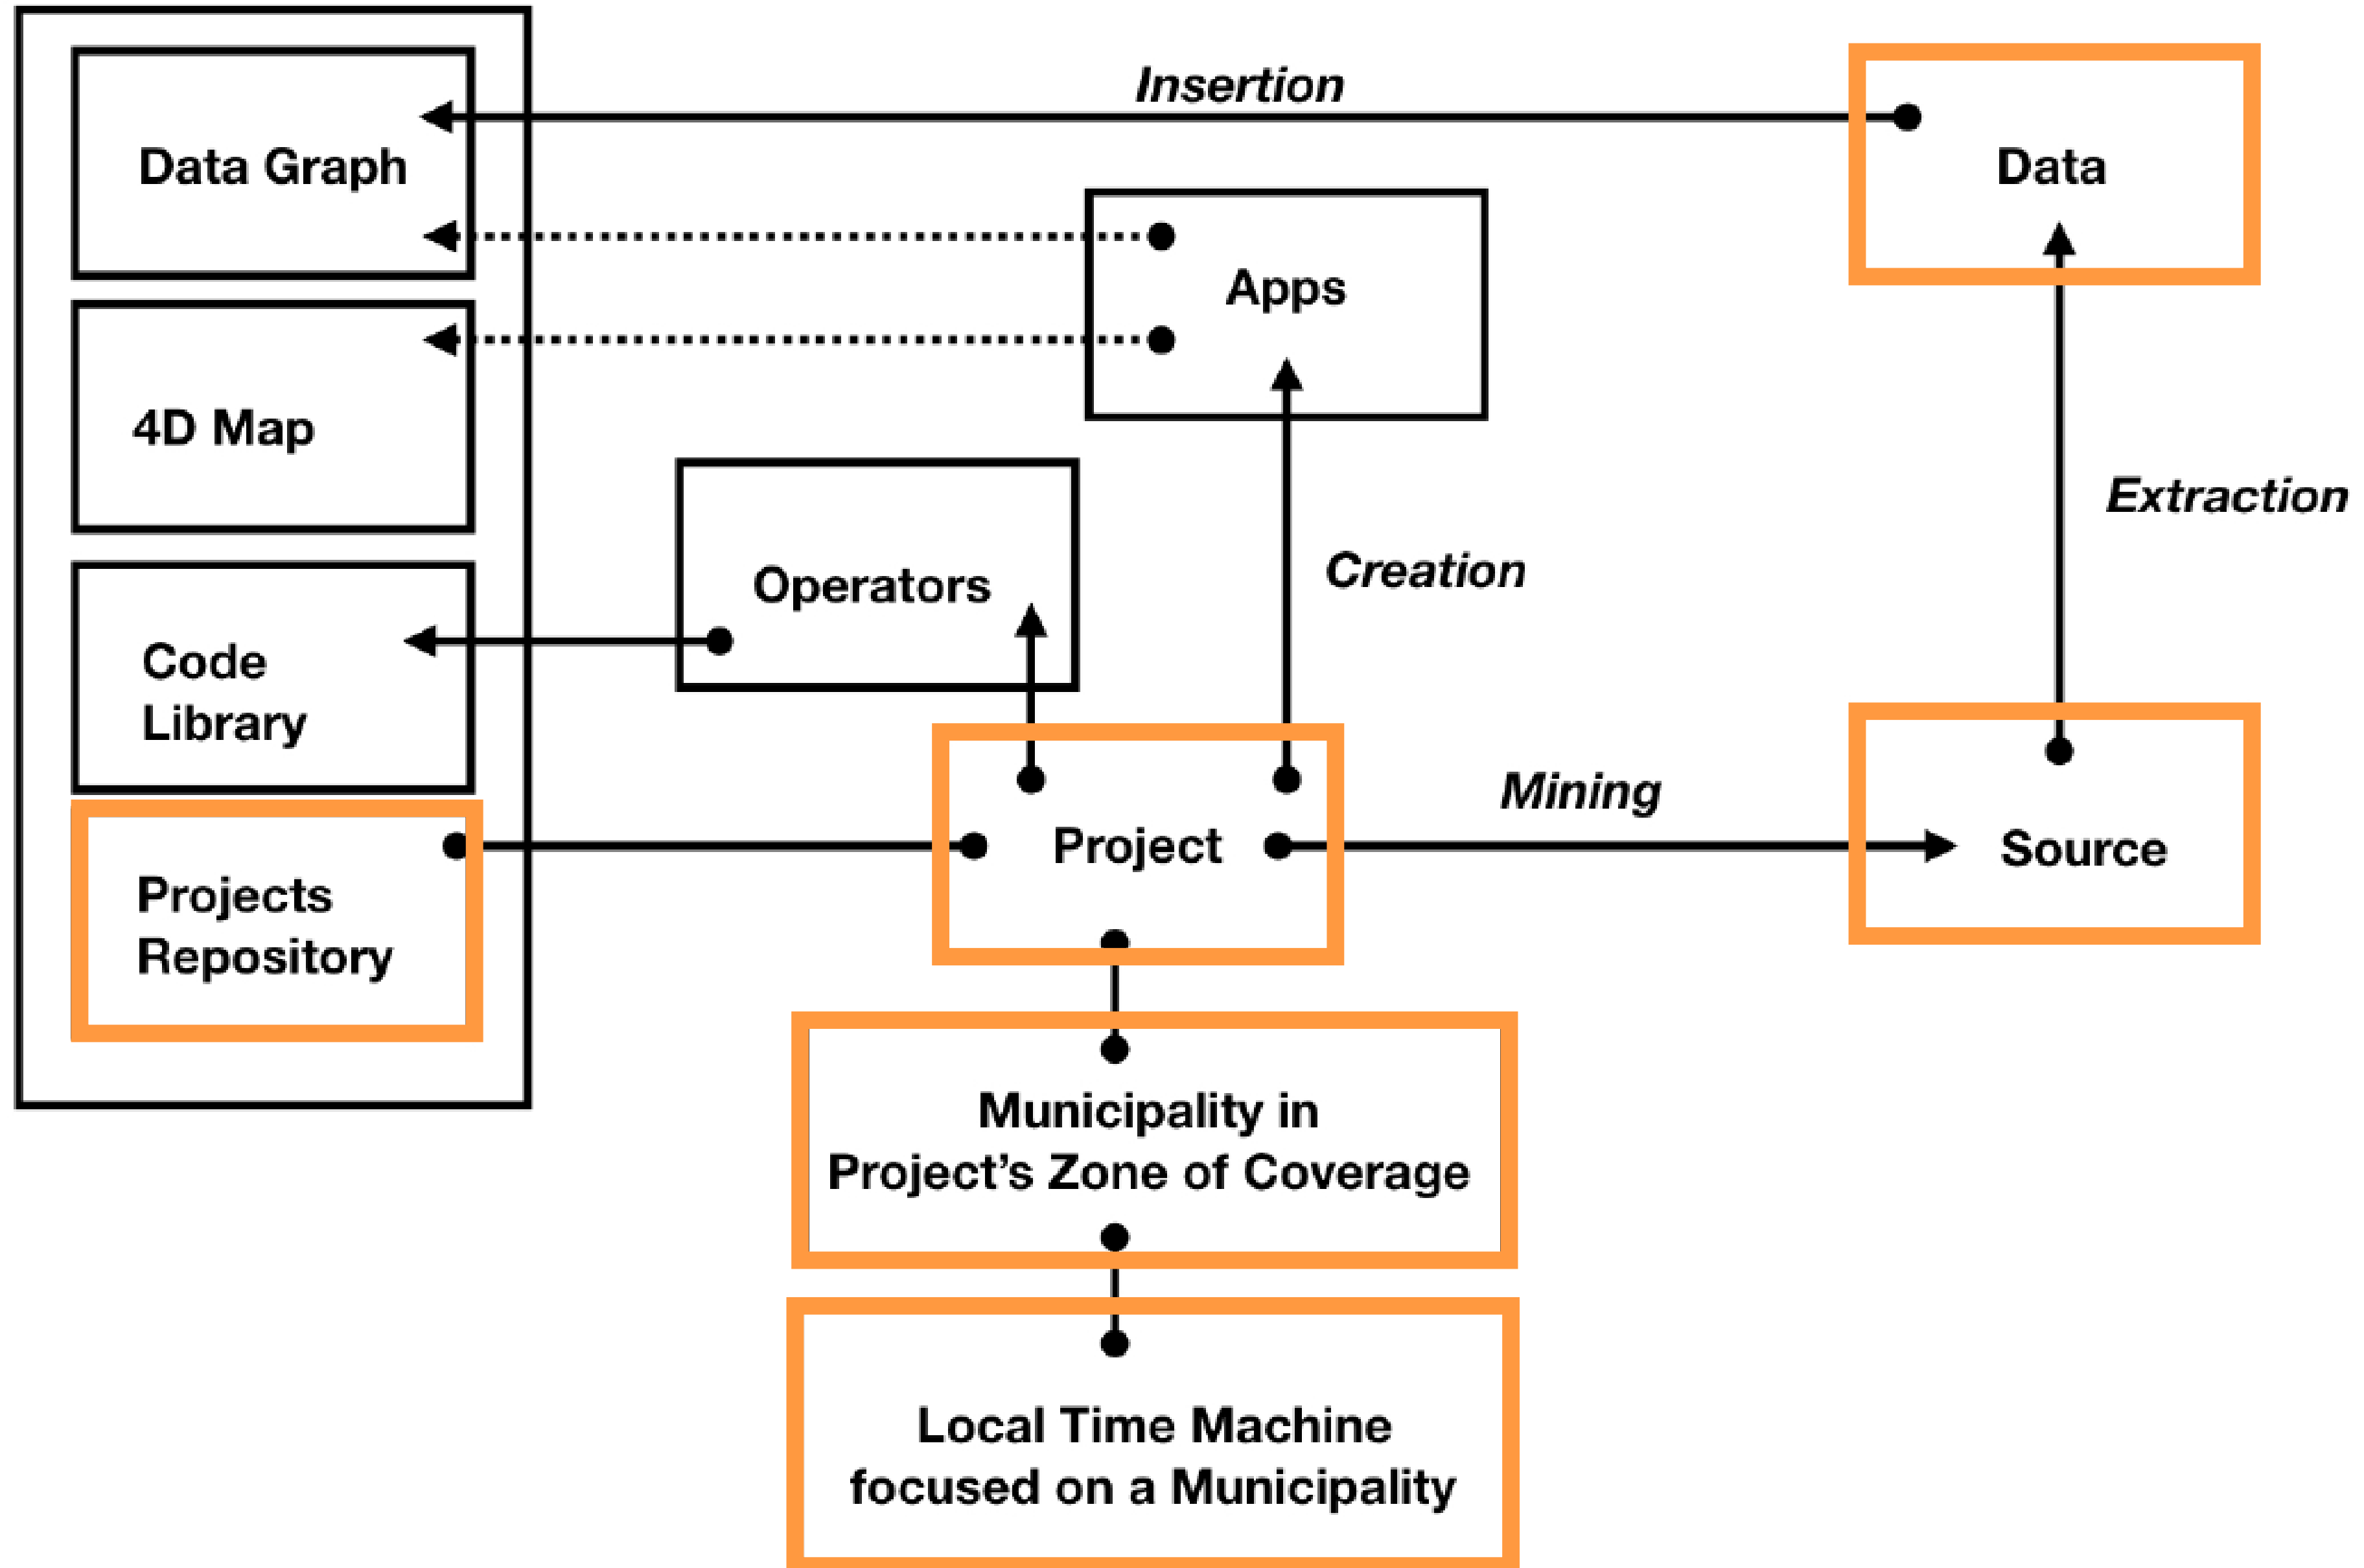 Insertion
Data Graph
Data
Apps
4D Map
Extraction
Creation
Operators
Code
Library
Mining
Project
Source
Projects
Repository
Municipality in
Project’s Zone of Coverage
Local Time Machine
focused on a Municipality